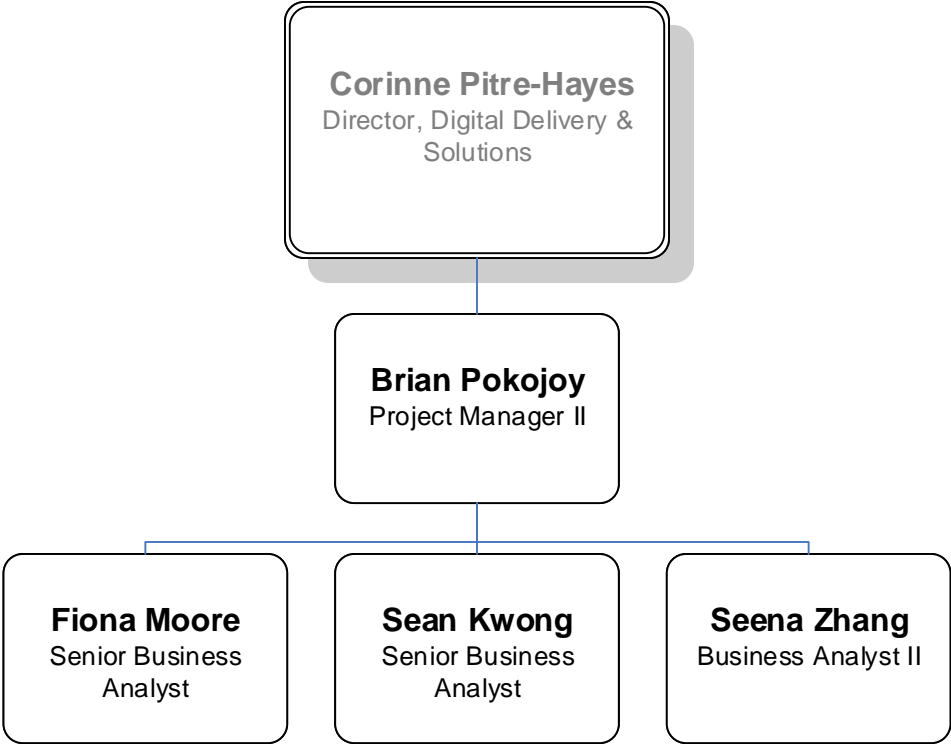 Corinne Pitre-Hayes
Director, Digital Delivery &
Solutions
Brian Pokojoy
Project Manager II
Fiona Moore
Senior Business
Analyst
Sean Kwong
Senior Business
Analyst
Seena Zhang
Business Analyst II